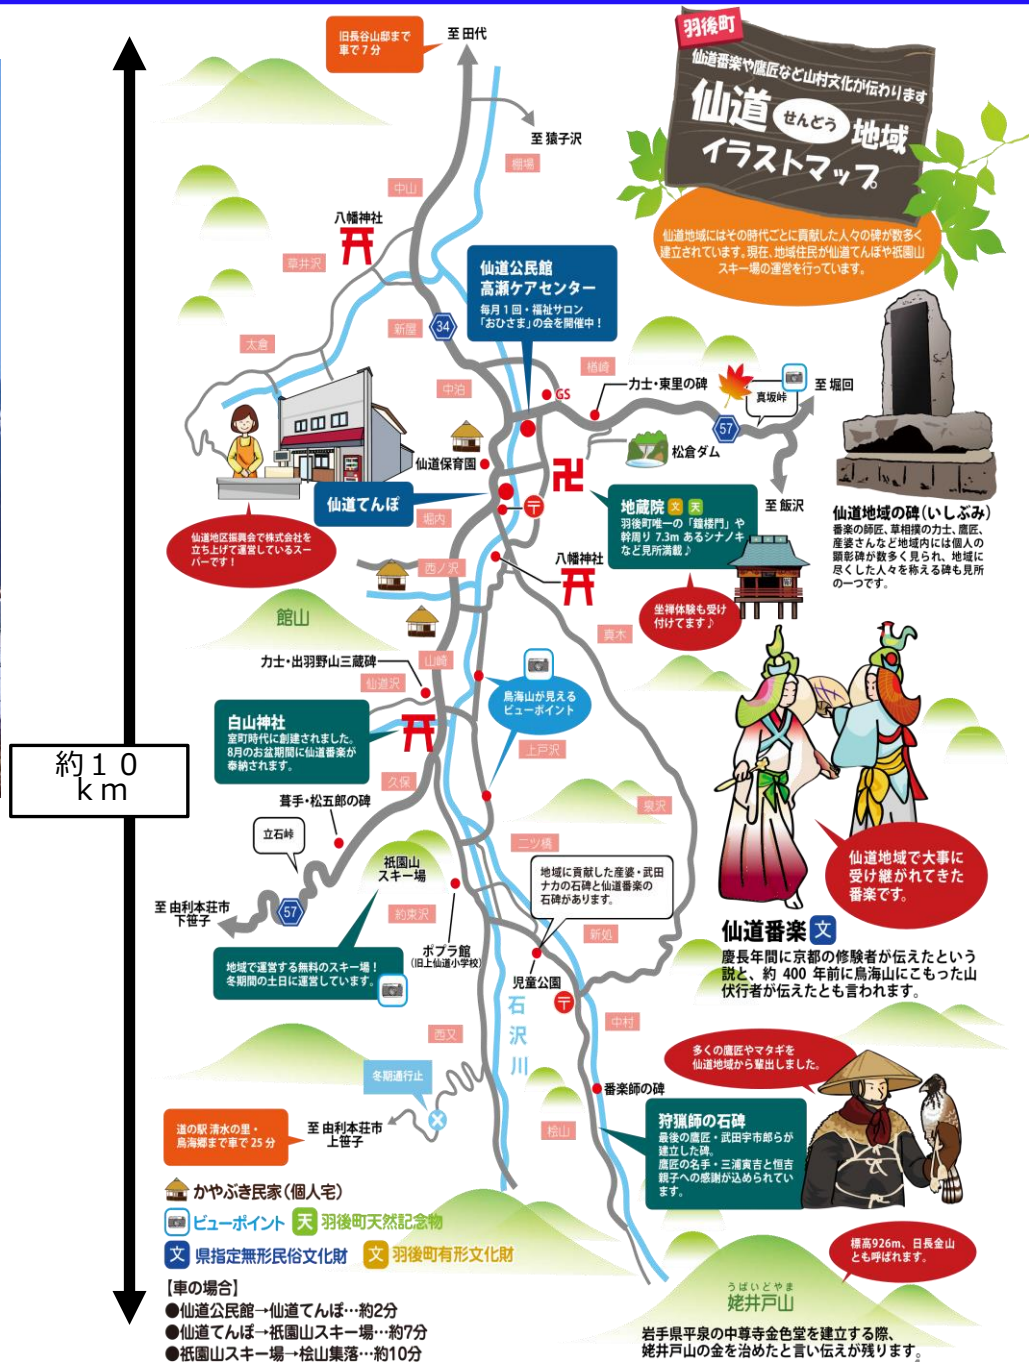 旧長谷山邸まで
車で7分
至 田代
至 猿子沢
羽後町
仙道番楽や鷹匠など山村文化が伝わります
仙道 せんどう 地域
イラストマップ
仙道地域にはその時代ごとに貢献した人々の碑が数多く
建立されています。現在、地域住民が仙道てんぽや祇園山
スキー場の運営を行っています。
棚場
中山
八幡神社
草井沢
仙道公民館
高瀬ケアセンター
毎月1回・福祉サロン
「おひさま」の会を開催中!
新屋
34
太倉
中泊
楢崎
GS
力士・東里の碑
真坂峠
至 堀回
57
松倉ダム
至 飯沢
仙道保育園
仙道てんぽ
堀内
〒
卍
地蔵院 文 天
羽後町唯一の「鐘楼門」や
幹周り 7.3m あるシナノキ
など見所満載♪
仙道地域の碑(いしぶみ)
番楽の師匠、草相撲の力士、鷹匠、
産婆さんなど地域内には個人の
顕彰碑が数多く見られ、地域に
尽くした人々を称える碑も見所
の一つです。
仙道地区振興会で株式会社を
立ち上げて運営しているスー
パーです!
西ノ沢
八幡神社
坐禅体験も受け
付けてます♪
館山
真木
山崎
力士・出羽野山三蔵碑
仙道沢
鳥海山が見える
ビューポイント
白山神社
室町時代に創建されました。
8月のお盆期間に仙道番楽が
奉納されます。
上戸沢
久保
約10
km
葺手・松五郎の碑
泉沢
立石峠
二ツ橋
祇園山
スキー場
地域に貢献した産婆・武田
ナカの石碑と仙道番楽の
石碑があります。
仙道地域で大事に
受け継がれてきた
番楽です。
至 由利本荘市
下笹子
57
約束沢
新処
ポプラ館
(旧上仙道小学校)
仙道番楽 文
慶長年間に京都の修験者が伝えたという
説と、約 400 年前に鳥海山にこもった山
伏行者が伝えたとも言われます。
地域で運営する無料のスキー場!
冬期間の土日に運営しています。
児童公園
〒
石沢川
中村
西又
多くの鷹匠やマタギを
仙道地域から輩出しました。
冬期通行止
番楽師の碑
道の駅 清水の里・
鳥海郷まで車で 25 分
至 由利本荘市
上笹子
桧山
狩猟師の石碑
最後の鷹匠・武田宇市郎らが
建立した碑。
鷹匠の名手・三浦寅吉と恒吉
親子への感謝が込められてい
ます。
かやぶき民家(個人宅)
ビューポイント 天 羽後町天然記念物
文 県指定無形民俗文化財 文 羽後町有形文化財
標高926m、日長金山
とも呼ばれます。
うばいどやま
姥井戸山
【車の場合】
●仙道公民館→仙道てんぽ…約2分
●仙道てんぽ→祇園山スキー場…約7分
●祇園山スキー場→桧山集落…約10分
岩手県平泉の中尊寺金色堂を建立する際、
姥井戸山の金を治めたと言い伝えが残ります。